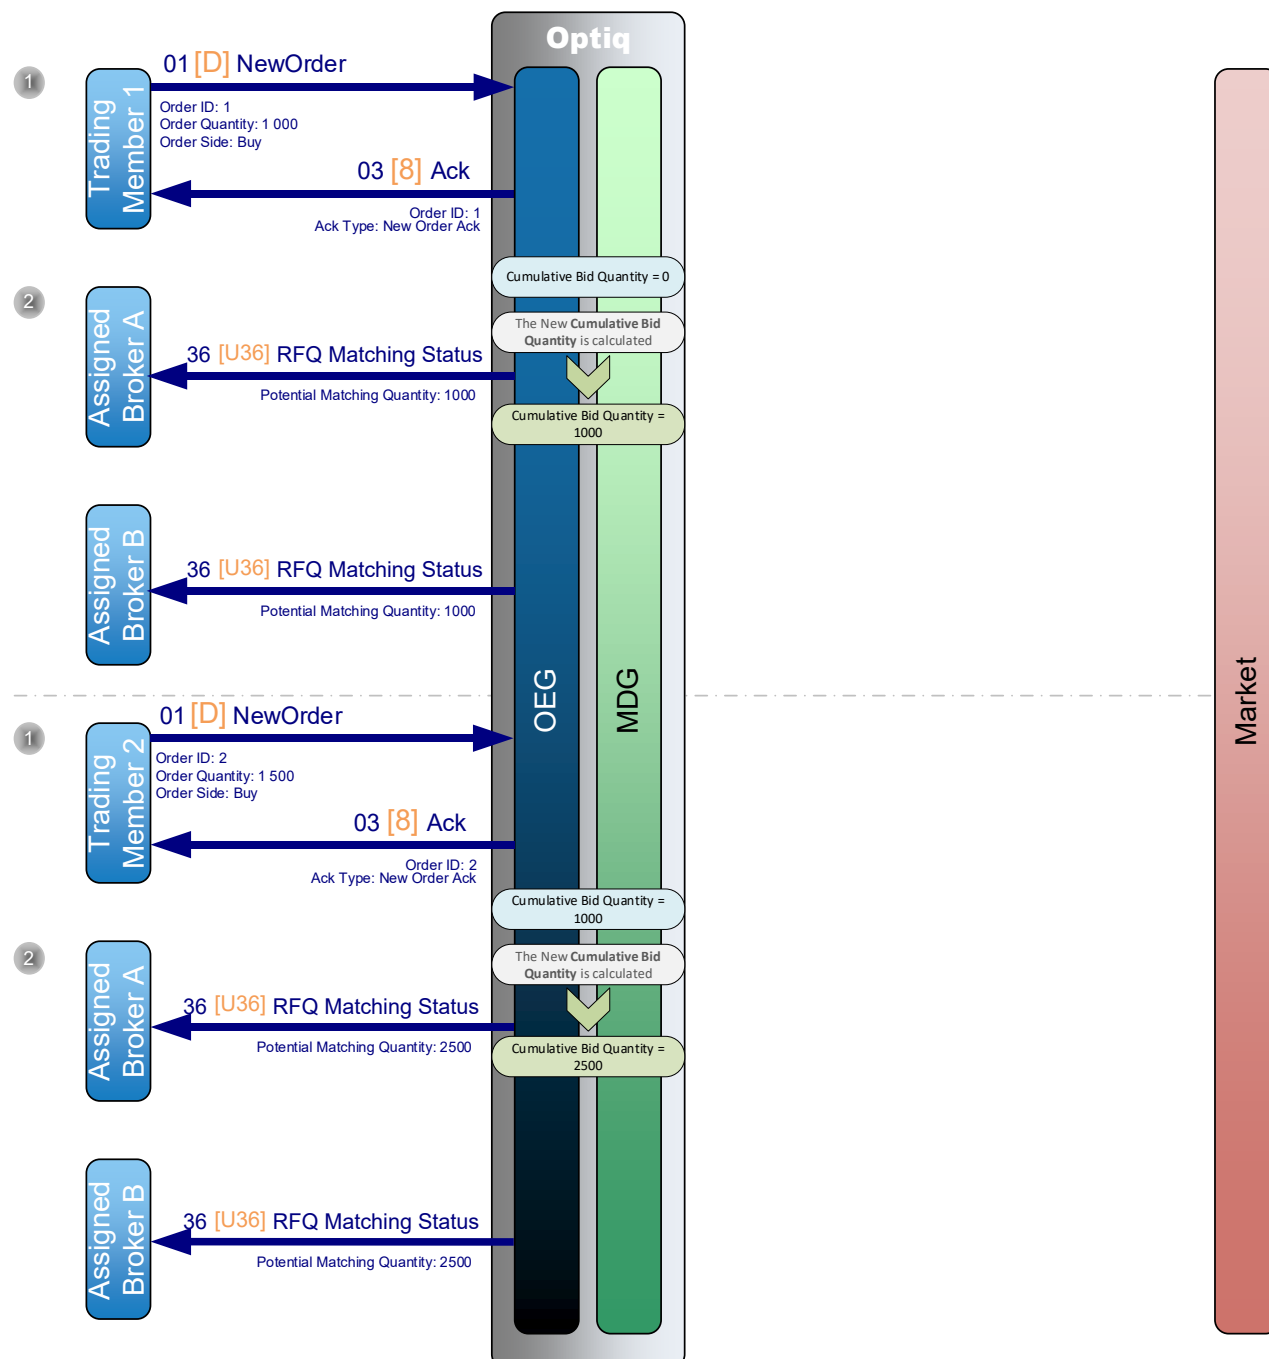 Optiq
1
Trading
Member 1
01 [D] NewOrder
Order ID: 1
Order Quantity: 1 000
Order Side: Buy
03 [8] Ack
Order ID: 1
Ack Type: New Order Ack
Cumulative Bid Quantity = 0
2
Assigned
Broker A
The New Cumulative Bid
Quantity is calculated
36 [U36] RFQ Matching Status
Potential Matching Quantity: 1000
Cumulative Bid Quantity =
1000
Assigned
Broker B
36 [U36] RFQ Matching Status
Potential Matching Quantity: 1000
OEG
MDG
Market
1
Trading
Member 2
01 [D] NewOrder
Order ID: 2
Order Quantity: 1 500
Order Side: Buy
03 [8] Ack
Order ID: 2
Ack Type: New Order Ack
Cumulative Bid Quantity =
1000
2
Assigned
Broker A
The New Cumulative Bid
Quantity is calculated
36 [U36] RFQ Matching Status
Potential Matching Quantity: 2500
Cumulative Bid Quantity =
2500
Assigned
Broker B
36 [U36] RFQ Matching Status
Potential Matching Quantity: 2500